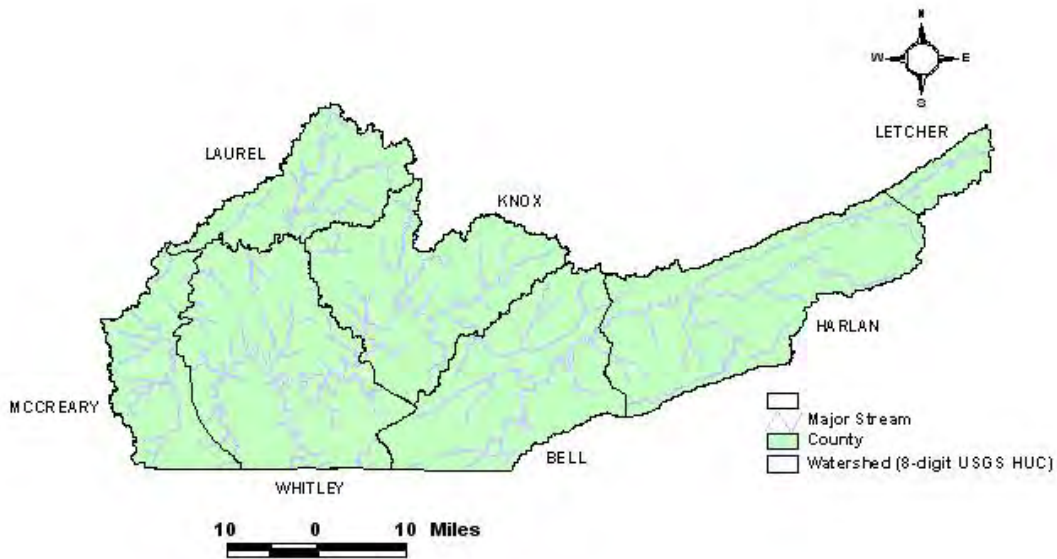 N
W E
S
LETCHER
LAUREL
KNOX
HARLAN
MCCREARY
BELL
WHITLEY
Major Stream
County
Watershed (8-digit USGS HUC)
10 0 10 Miles